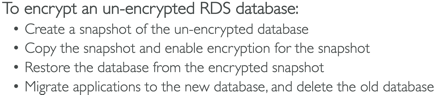 To encrypt an un-encrypted RDS database:
• Create a snapshot of the un-encrypted database
• Copy the snapshot and enable encryption for the snapshot
• Restore the database from the encrypted snapshot
• Migrate applications to the new database, and delete the old database